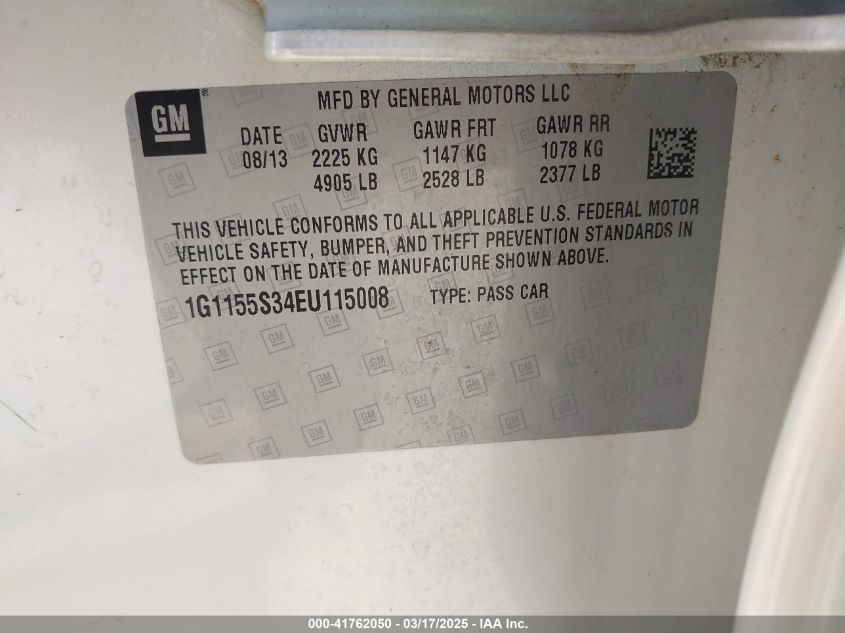 GM
MFD BY GENERAL MOTORS LLC
DATE GVWR GAWR FRT GAWR RR
08/13 2225 KG 1147 KG 1078 KG
4905 LB 2528 LB 2377 LB
THIS VEHICLE CONFORMS TO ALL APPLICABLE U.S. FEDERAL MOTOR
VEHICLE SAFETY, BUMPER, AND THEFT PREVENTION STANDARDS IN
EFFECT ON THE DATE OF MANUFACTURE SHOWN ABOVE.
1G1155S34EU115008 TYPE: PASS CAR
000-41762050 - 03/17/2025 - IAA Inc.